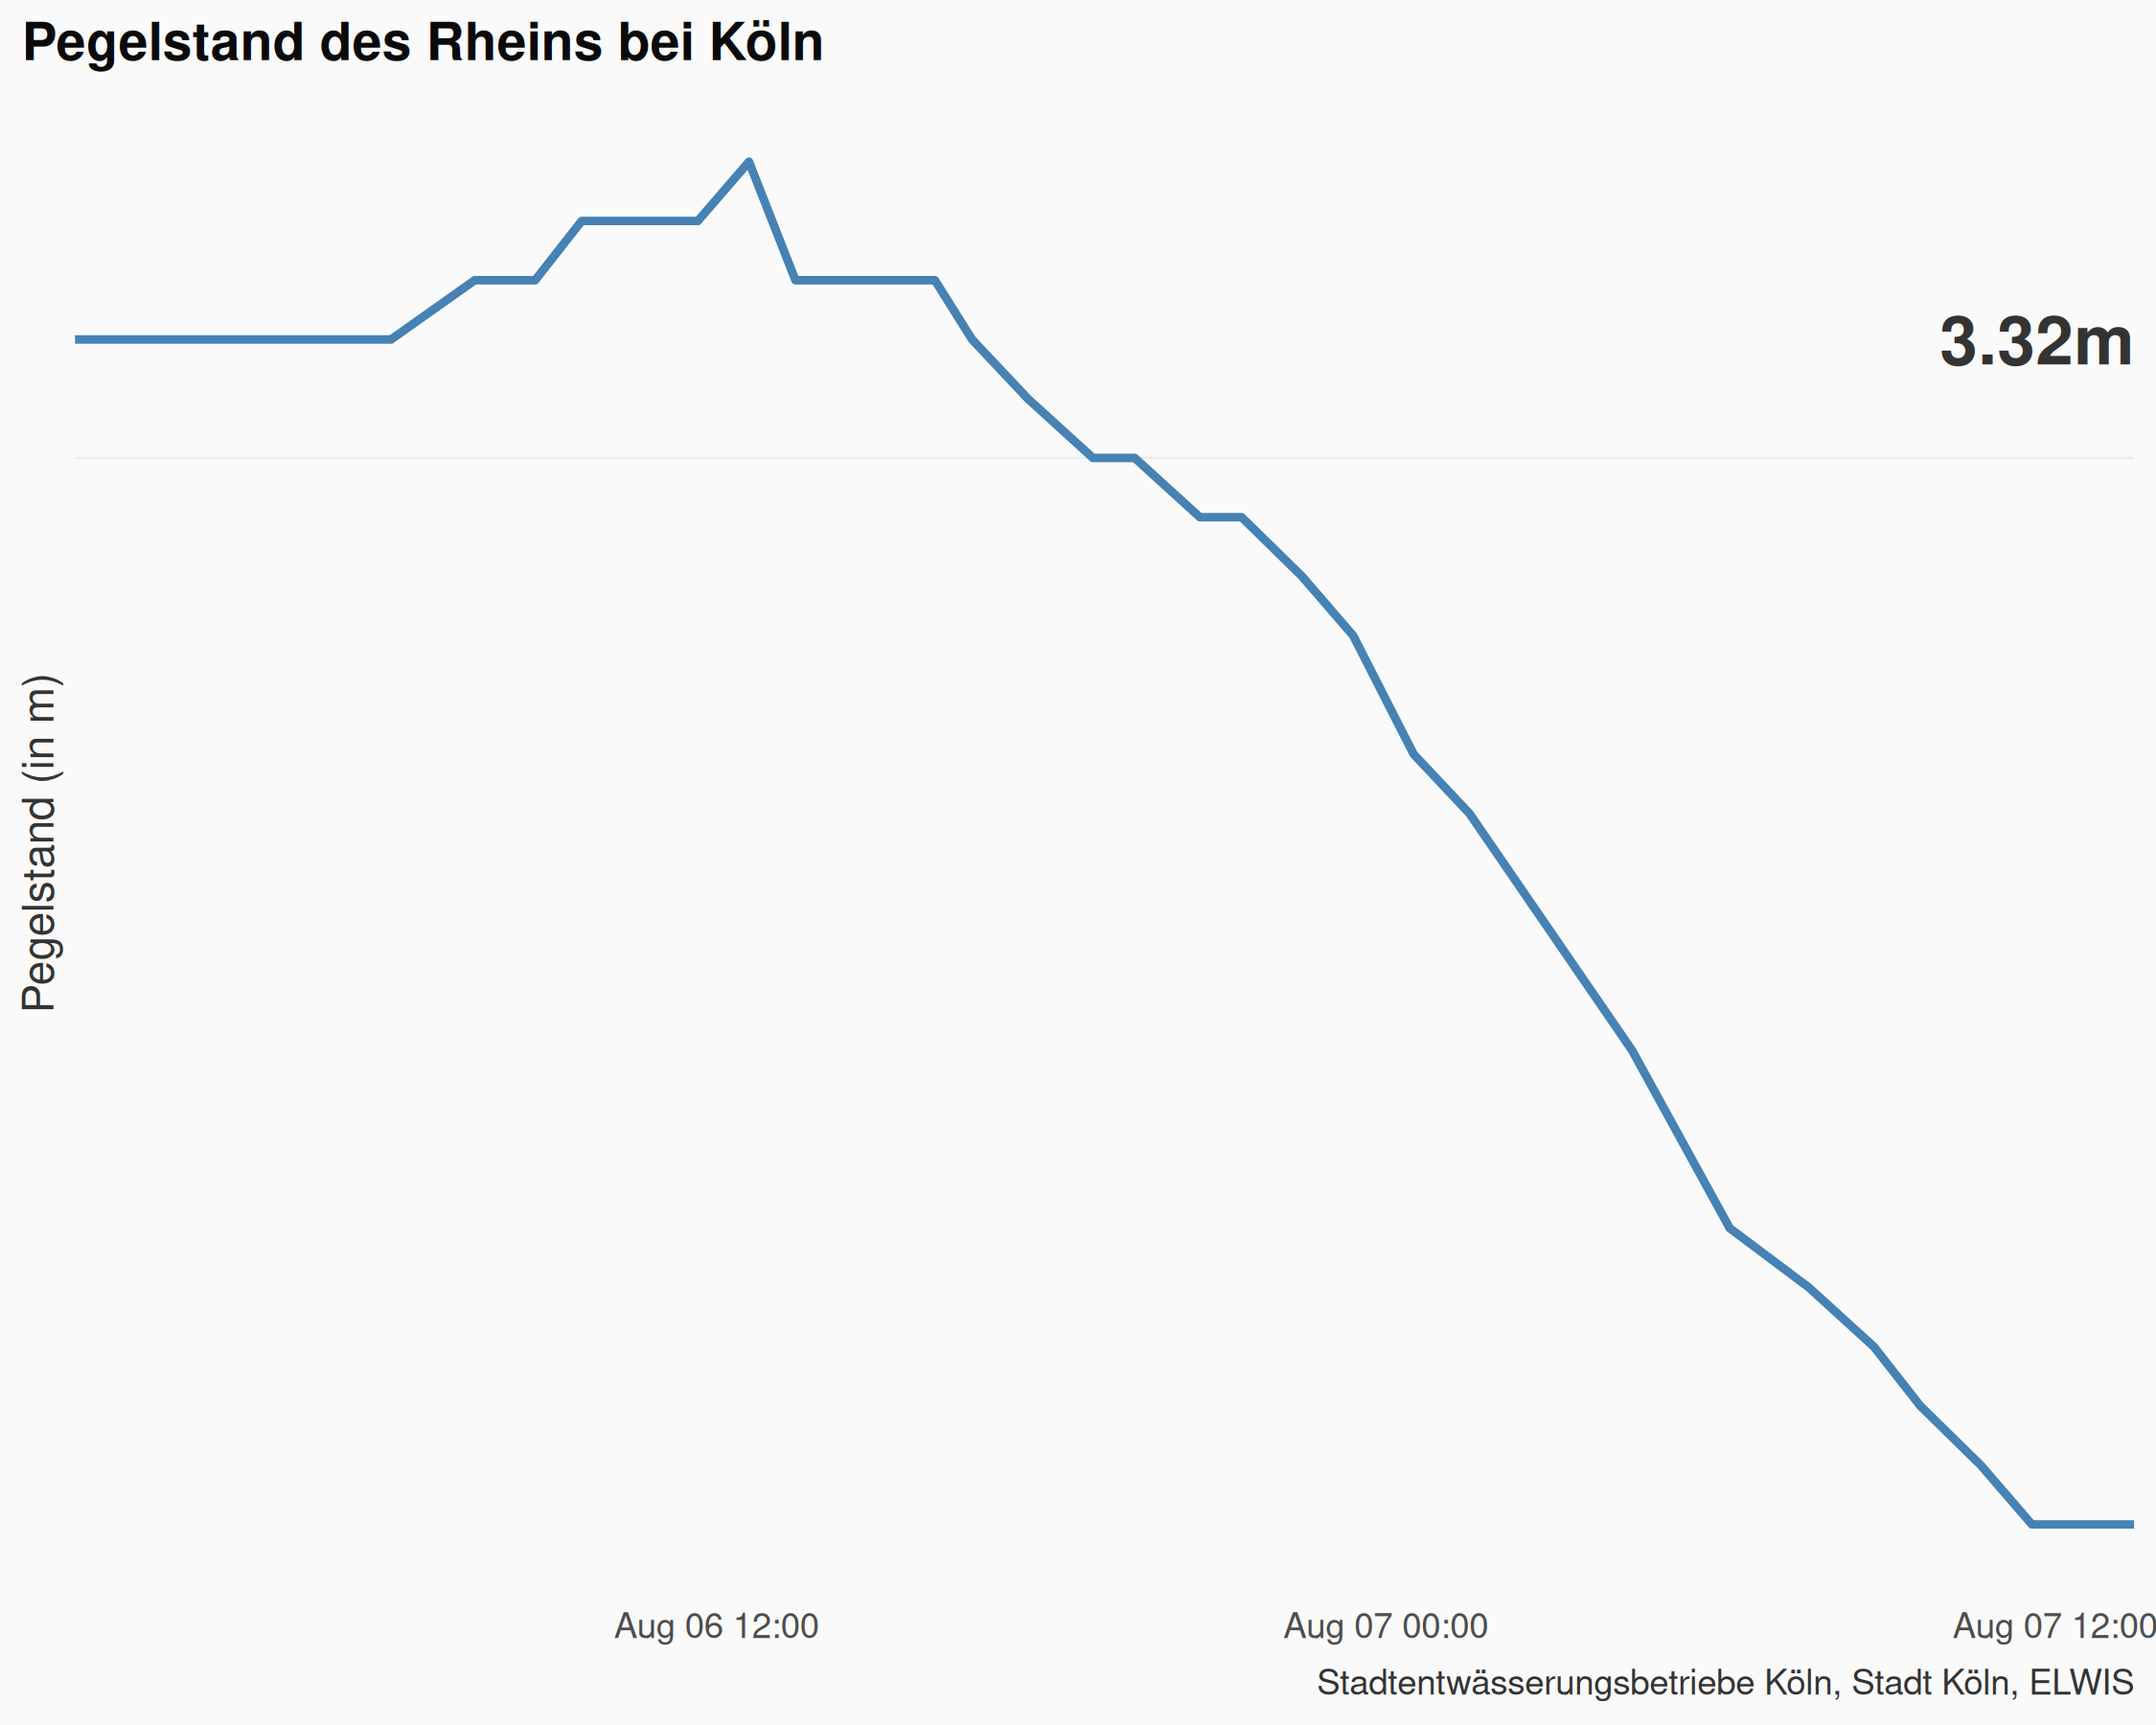 Pegelstand des Rheins bei Köln
3.32m
Pegelstand (in m)
Aug 06 12:00
Aug 07 00:00
Aug 07 12:00
Stadtentwässerungsbetriebe Köln, Stadt Köln, ELWIS